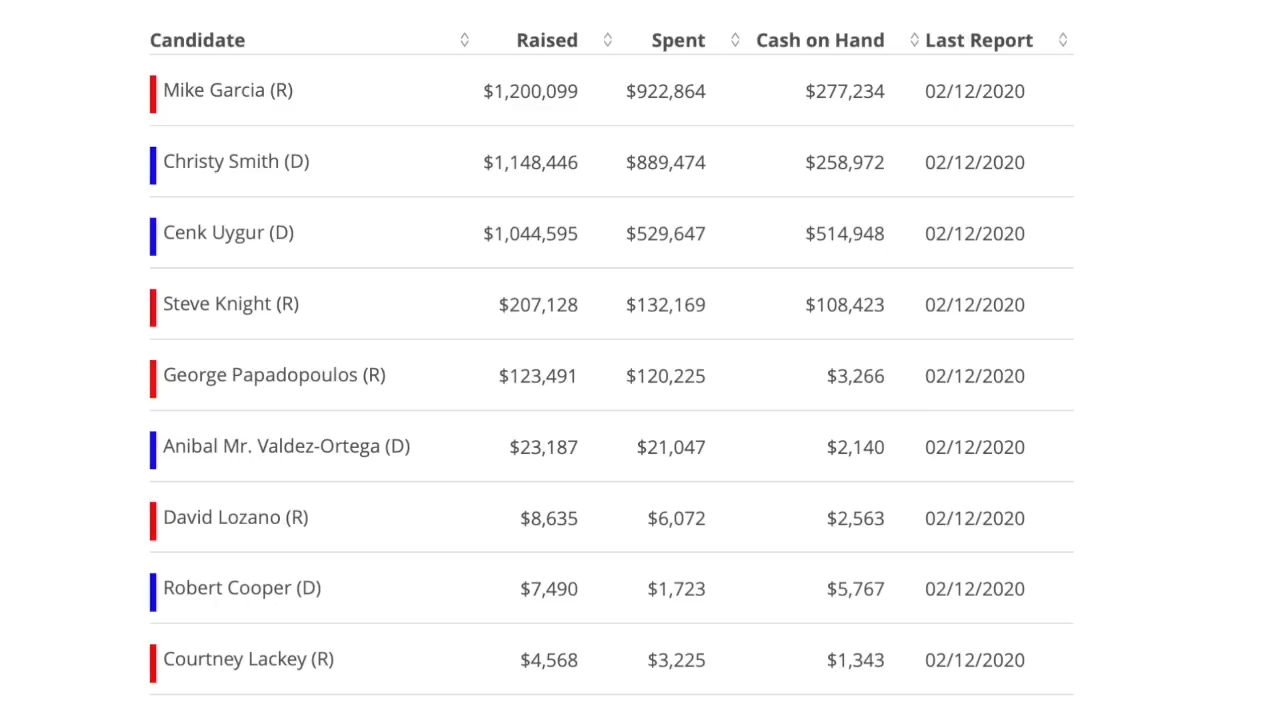 Candidate Raised Spent Cash on Hand Last Report
Mike Garcia (R) $1,200,099 $922,864 $277,234 02/12/2020
Christy Smith (D) $1,148,446 $889,474 $258,972 02/12/2020
Cenk Uygur (D) $1,044,595 $529,647 $514,948 02/12/2020
Steve Knight (R) $207,128 $132,169 $108,423 02/12/2020
George Papadopoulos (R) $123,491 $120,225 $3,266 02/12/2020
Anibal Mr. Valdez-Ortega (D) $23,187 $21,047 $2,140 02/12/2020
David Lozano (R) $8,635 $6,072 $2,563 02/12/2020
Robert Cooper (D) $7,490 $1,723 $5,767 02/12/2020
Courtney Lackey (R) $4,568 $3,225 $1,343 02/12/2020